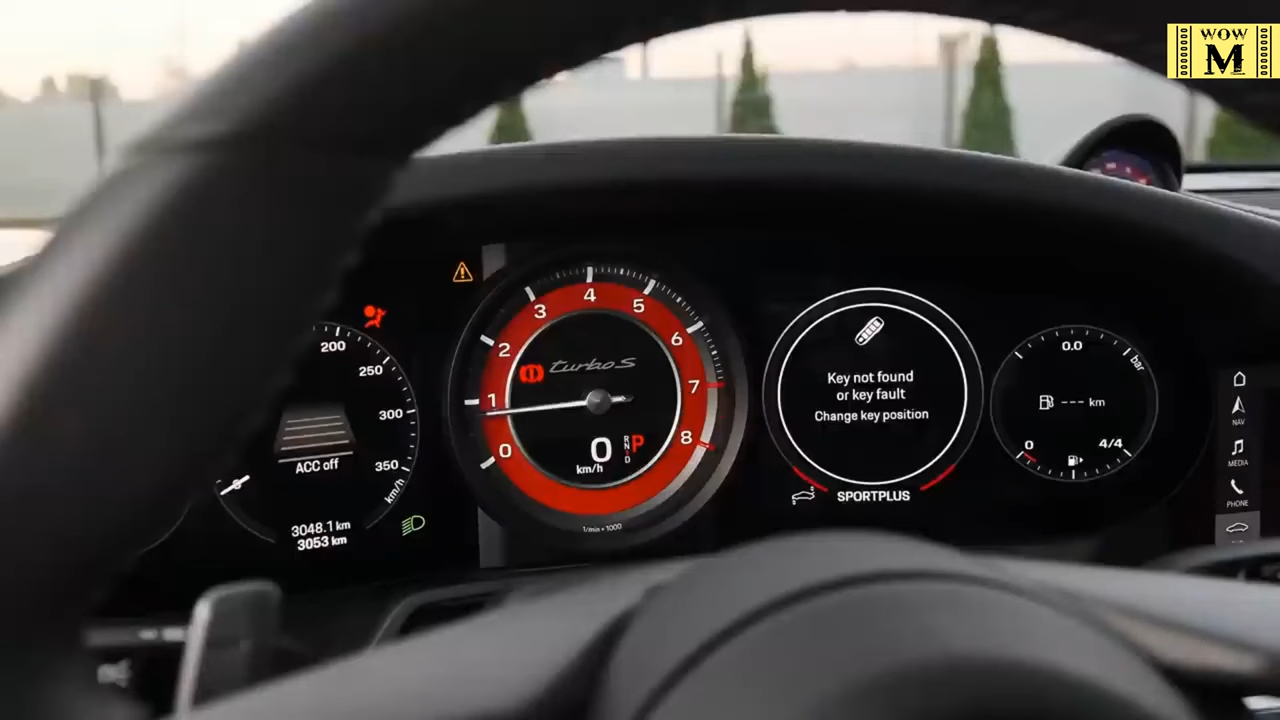 WOW
M
200
250
300
350
km/h
ACC off
0
3048.1 km
3053 km
0
1
2
3
4
5
6
7
8
turbo S
0
km/h
R
N
D
P
1/min × 1000
Key not found
or key fault
Change key position
SPORTPLUS
0.0
bar
--- km
0
4/4
NAV
MEDIA
PHONE